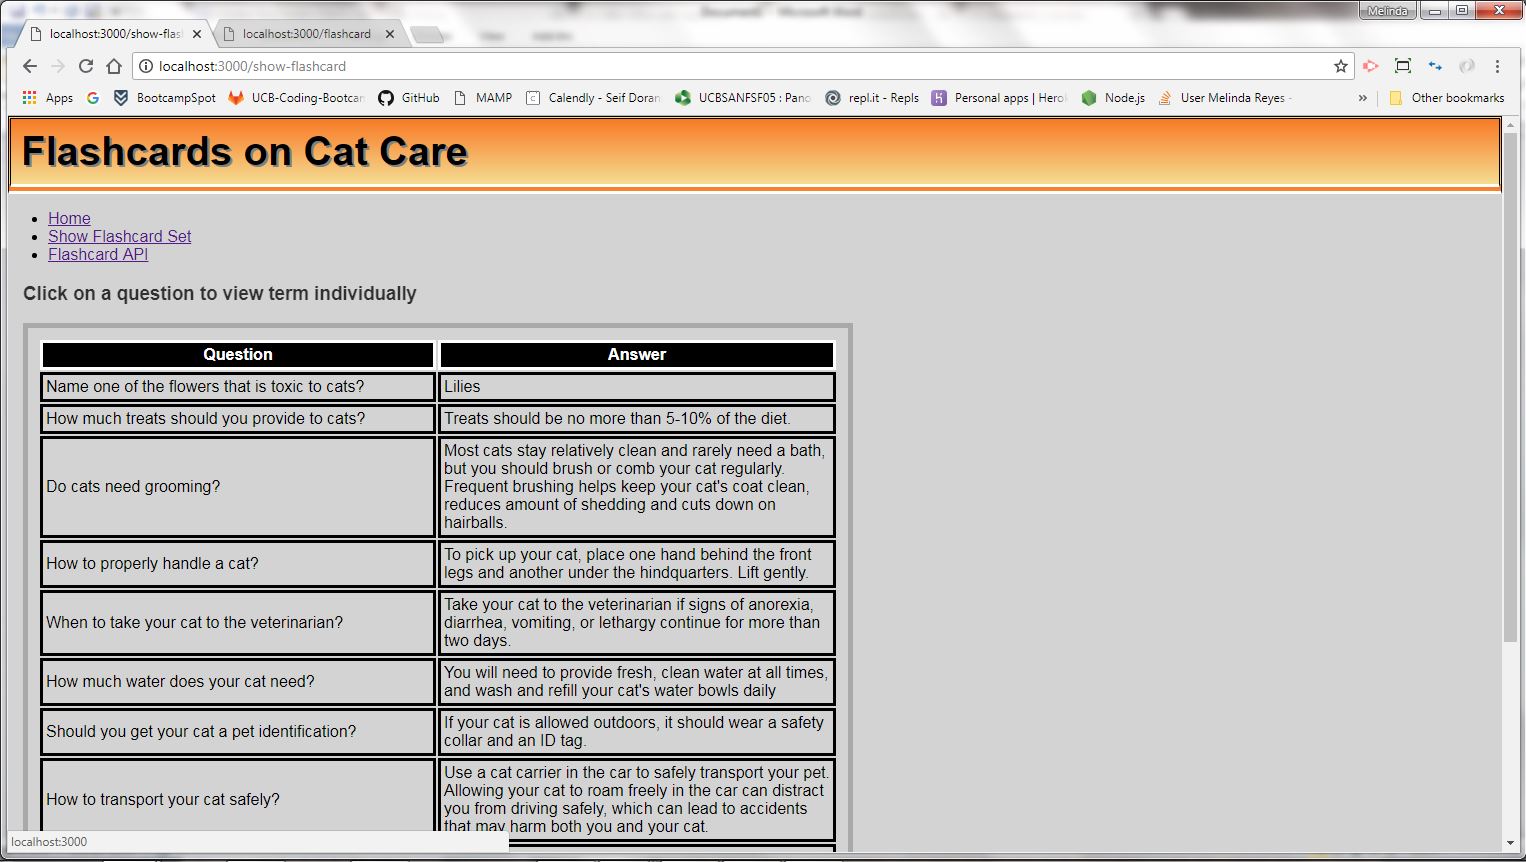 Document1 - Microsoft Word
Melinda
localhost:3000/show-flas
localhost:3000/flashcard
View
Add-Ins
localhost:3000/show-flashcard
Apps
BootcampSpot
UCB-Coding-Bootcam
GitHub
MAMP
Calendly - Seif Doran
UCBSANFSF05 : Pano
repl.it - Repls
Personal apps | Herok
Node.js
User Melinda Reyes -
»
Other bookmarks
Flashcards on Cat Care
Home
Show Flashcard Set
Flashcard API
Click on a question to view term individually
Question
Answer
Name one of the flowers that is toxic to cats?
Lilies
How much treats should you provide to cats?
Treats should be no more than 5-10% of the diet.
Do cats need grooming?
Most cats stay relatively clean and rarely need a bath,
but you should brush or comb your cat regularly.
Frequent brushing helps keep your cat's coat clean,
reduces amount of shedding and cuts down on
hairballs.
How to properly handle a cat?
To pick up your cat, place one hand behind the front
legs and another under the hindquarters. Lift gently.
When to take your cat to the veterinarian?
Take your cat to the veterinarian if signs of anorexia,
diarrhea, vomiting, or lethargy continue for more than
two days.
How much water does your cat need?
You will need to provide fresh, clean water at all times,
and wash and refill your cat's water bowls daily
Should you get your cat a pet identification?
If your cat is allowed outdoors, it should wear a safety
collar and an ID tag.
How to transport your cat safely?
Use a cat carrier in the car to safely transport your pet.
Allowing your cat to roam freely in the car can distract
you from driving safely, which can lead to accidents
that may harm both you and your cat.
localhost:3000